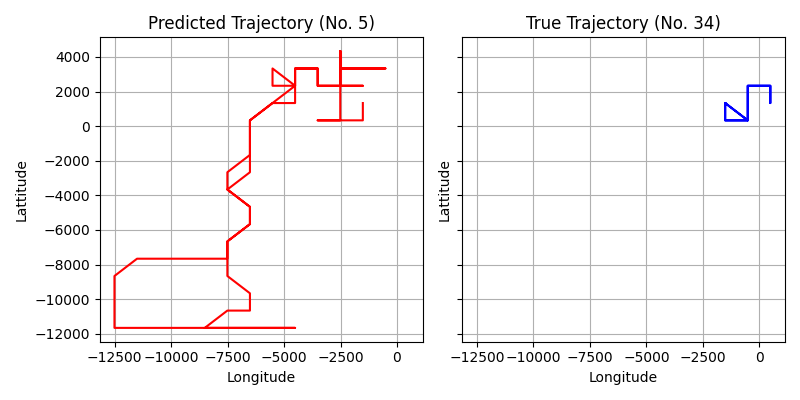 Predicted Trajectory (No. 5)
True Trajectory (No. 34)
Lattitude
4000
2000
0
−2000
−4000
−6000
−8000
−10000
−12000
−12500 −10000 −7500 −5000 −2500 0
Longitude
Lattitude
−12500 −10000 −7500 −5000 −2500 0
Longitude